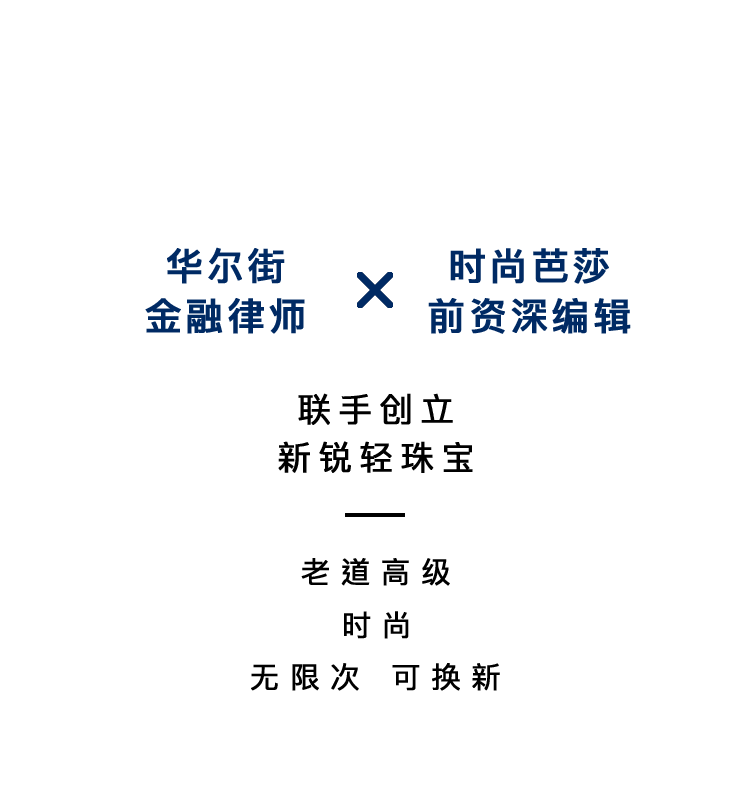 华尔街
金融律师
×
时尚芭莎
前资深编辑
联手创立
新锐轻珠宝
老道高级
时尚
无限次 可换新